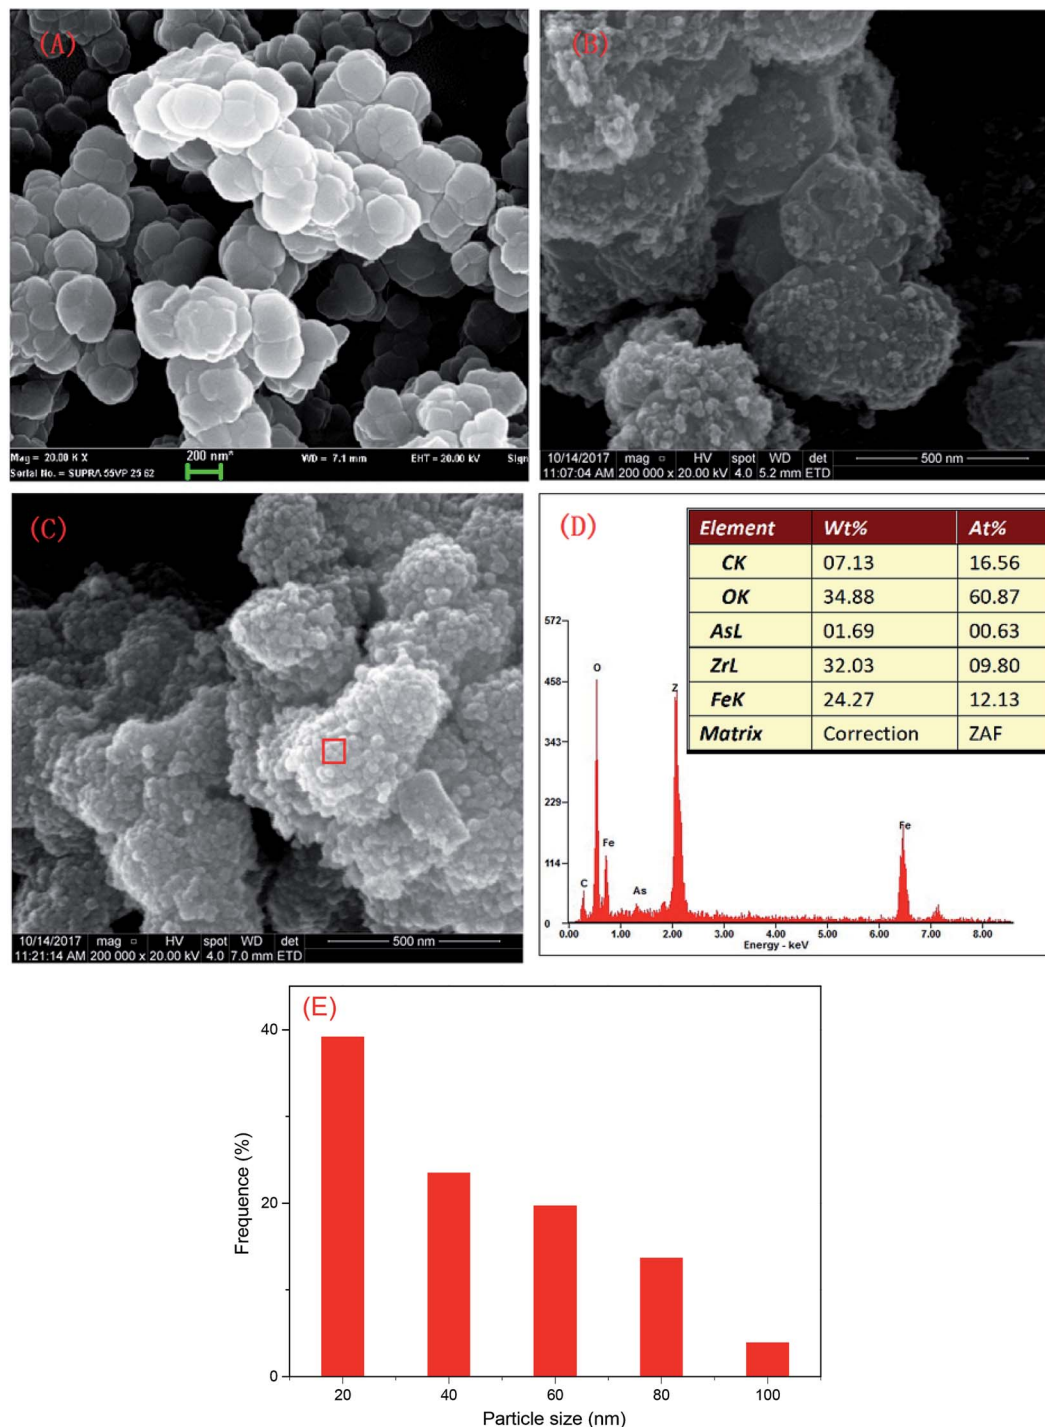 (A)
Mag = 20.00 K X
200 nm*
WD = 7.1 mm
EHT = 20.00 kV
Sign
Serial No. = SUPRA 55VP 25 62
(B)
10/14/2017 mag □ HV spot WD det
500 nm
11:07:04 AM 200 000 x 20.00 kV 4.0 5.2 mm ETD
(C)
10/14/2017 mag □ HV spot WD det
500 nm
11:21:14 AM 200 000 x 20.00 kV 4.0 7.0 mm ETD
(D)
Element Wt% At%
CK 07.13 16.56
OK 34.88 60.87
AsL 01.69 00.63
ZrL 32.03 09.80
FeK 24.27 12.13
Matrix Correction ZAF
572
458
343
229
114
0
O
Z
Fe
Fe
C
As
0.00 1.00 2.00 3.00 4.00 5.00 6.00 7.00 8.00
Energy - keV
(E)
40
20
0
Frequence (%)
20 40 60 80 100
Particle size (nm)